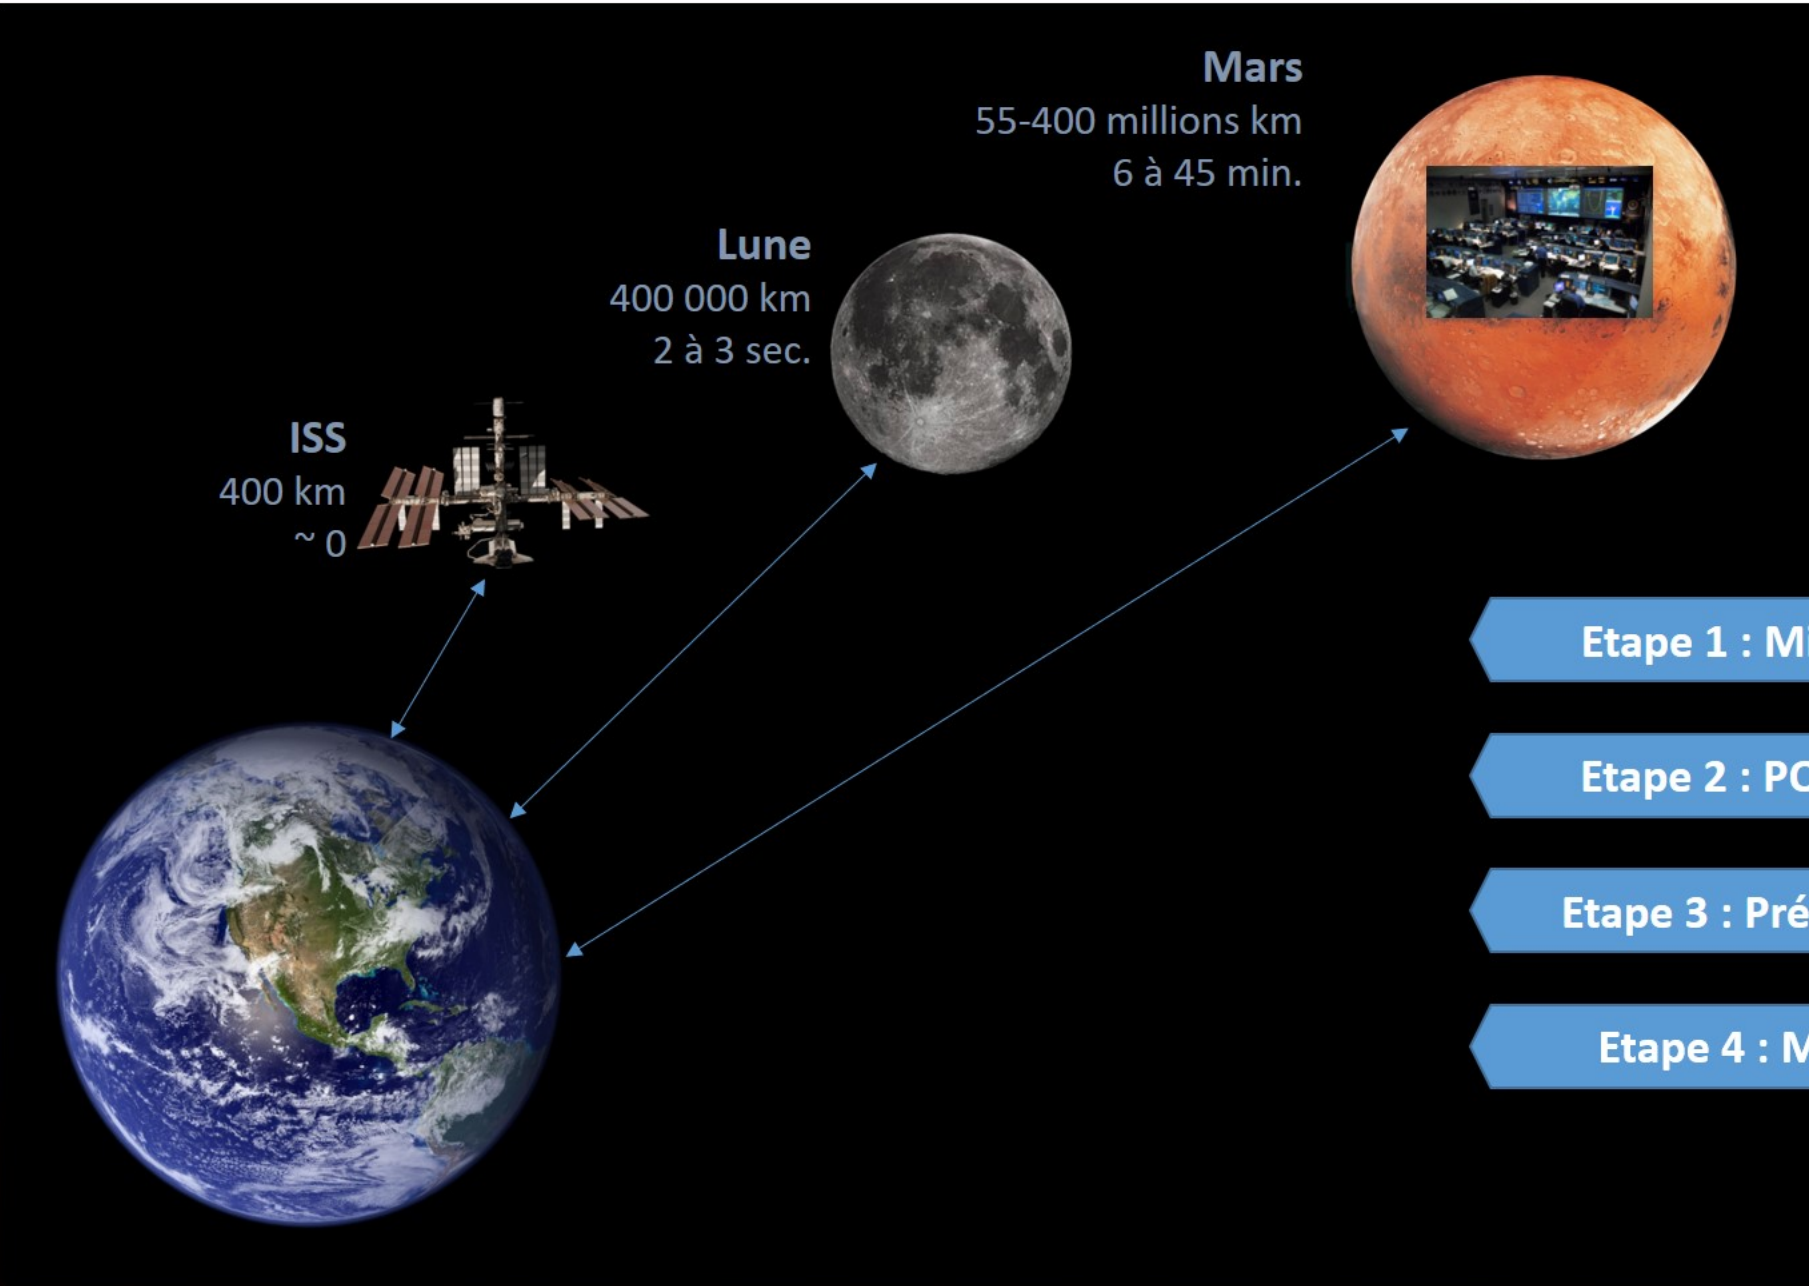 Mars
55-400 millions km
6 à 45 min.
Lune
400 000 km
2 à 3 sec.
ISS
400 km
~ 0
Etape 1 :
Etape 2 :
Etape 3 :
Etape 4 :